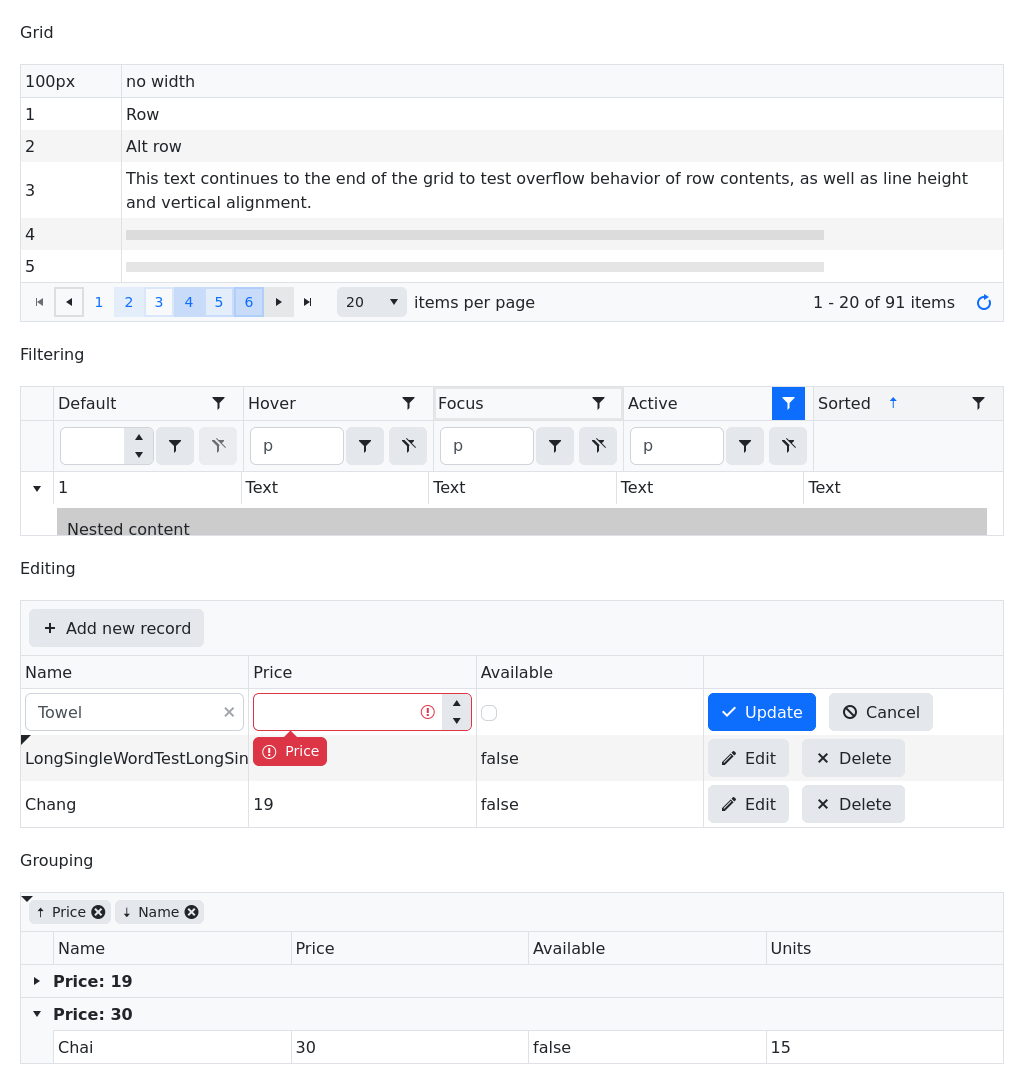 Grid
100px no width
1 Row
2 Alt row
3 This text continues to the end of the grid to test overflow behavior of row contents, as well as line height
and vertical alignment.
4
5
1 2 3 4 5 6 20 items per page 1 - 20 of 91 items
Filtering
Default Hover Focus Active Sorted
p p p
1 Text Text Text Text
Nested content
Editing
Add new record
Name Price Available
Towel Update Cancel
Price
LongSingleWordTestLongSin false Edit Delete
Chang 19 false Edit Delete
Grouping
Price Name
Name Price Available Units
Price: 19
Price: 30
Chai 30 false 15